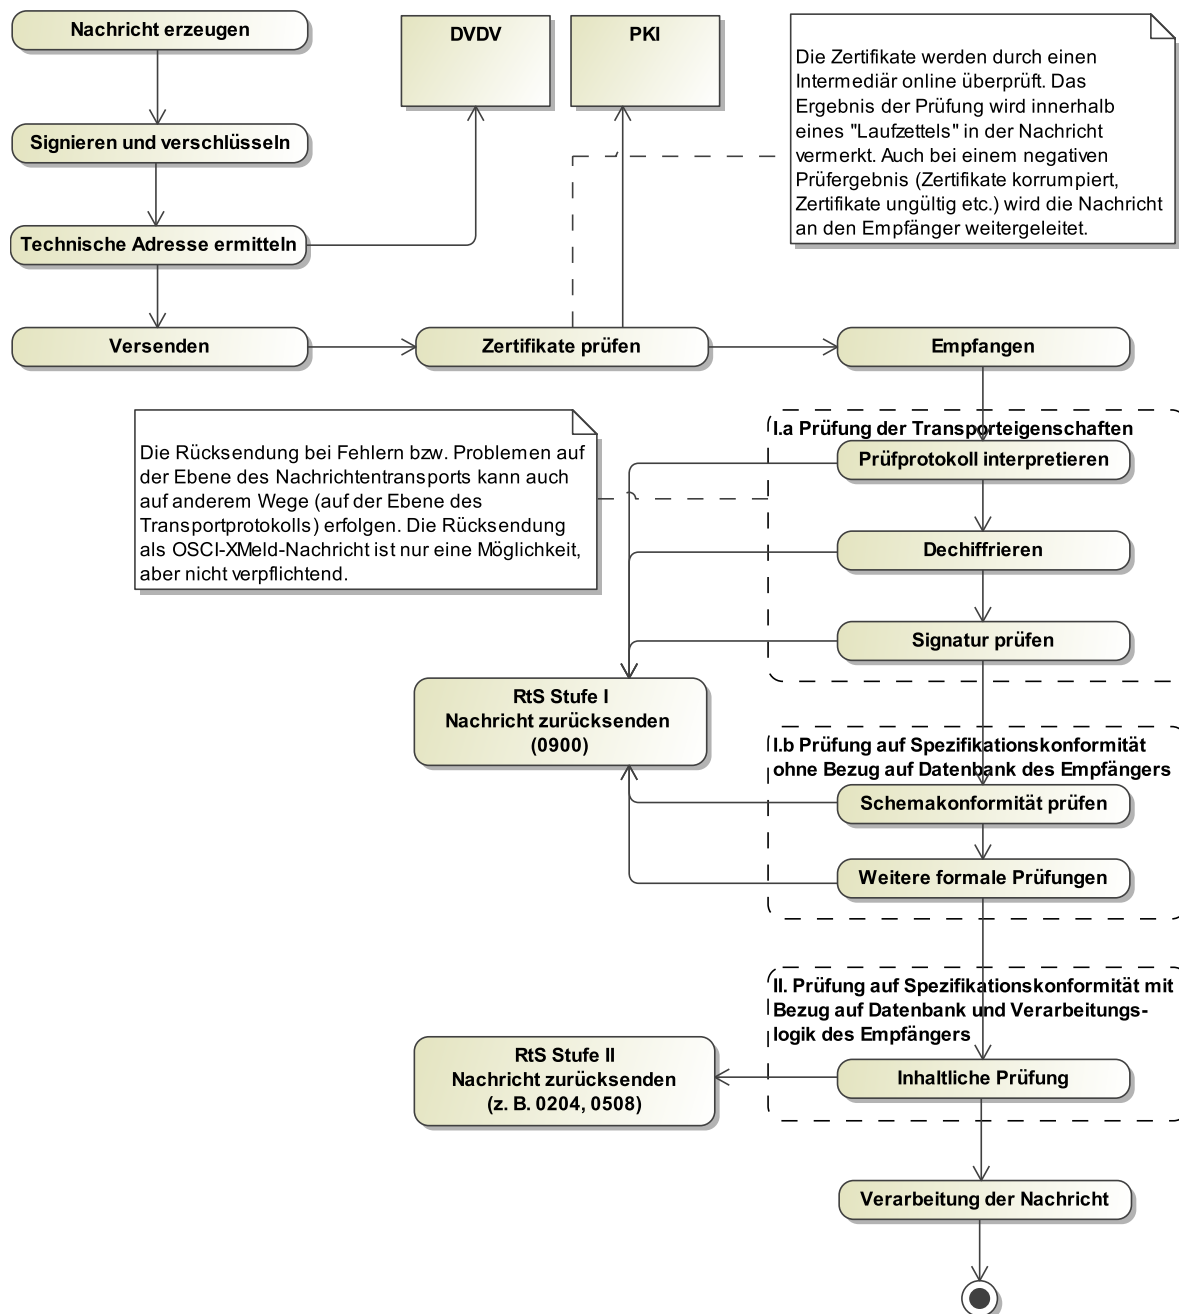 Nachricht erzeugen
DVDV
PKI
Die Zertifikate werden durch einen
Intermediär online überprüft. Das
Ergebnis der Prüfung wird innerhalb
eines "Laufzettels" in der Nachricht
vermerkt. Auch bei einem negativen
Prüfergebnis (Zertifikate korrumpiert,
Zertifikate ungültig etc.) wird die Nachricht
an den Empfänger weitergeleitet.
Signieren und verschlüsseln
Technische Adresse ermitteln
Versenden
Zertifikate prüfen
Empfangen
Die Rücksendung bei Fehlern bzw. Problemen auf
der Ebene des Nachrichtentransports kann auch
auf anderem Wege (auf der Ebene des
Transportprotokolls) erfolgen. Die Rücksendung
als OSCI-XMeld-Nachricht ist nur eine Möglichkeit,
aber nicht verpflichtend.
I.a Prüfung der Transporteigenschaften
Prüfprotokoll interpretieren
Dechiffrieren
Signatur prüfen
RtS Stufe I
Nachricht zurücksenden
(0900)
I.b Prüfung auf Spezifikationskonformität
ohne Bezug auf Datenbank des Empfängers
Schemakonformität prüfen
Weitere formale Prüfungen
II. Prüfung auf Spezifikationskonformität mit
Bezug auf Datenbank und Verarbeitungs-
logik des Empfängers
RtS Stufe II
Nachricht zurücksenden
(z. B. 0204, 0508)
Inhaltliche Prüfung
Verarbeitung der Nachricht